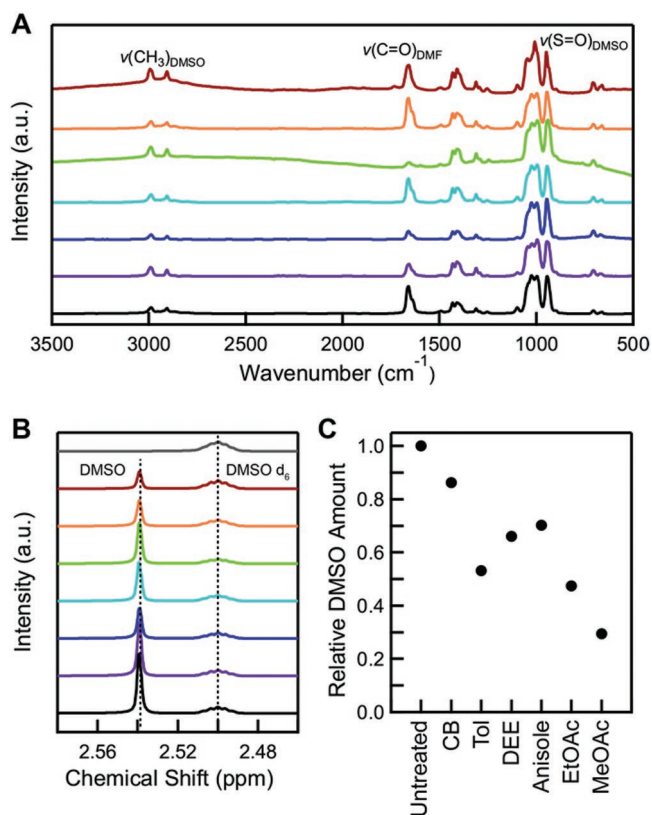 A
ν(CH₃)DMSO
ν(C=O)DMF
ν(S=O)DMSO
Intensity (a.u.)
3500 3000 2500 2000 1500 1000 500
Wavenumber (cm⁻¹)
B
DMSO
DMSO d₆
Intensity (a.u.)
2.56 2.52 2.48
Chemical Shift (ppm)
C
Relative DMSO Amount
1.0
0.8
0.6
0.4
0.2
0.0
Untreated
CB
Tol
DEE
Anisole
EtOAc
MeOAc